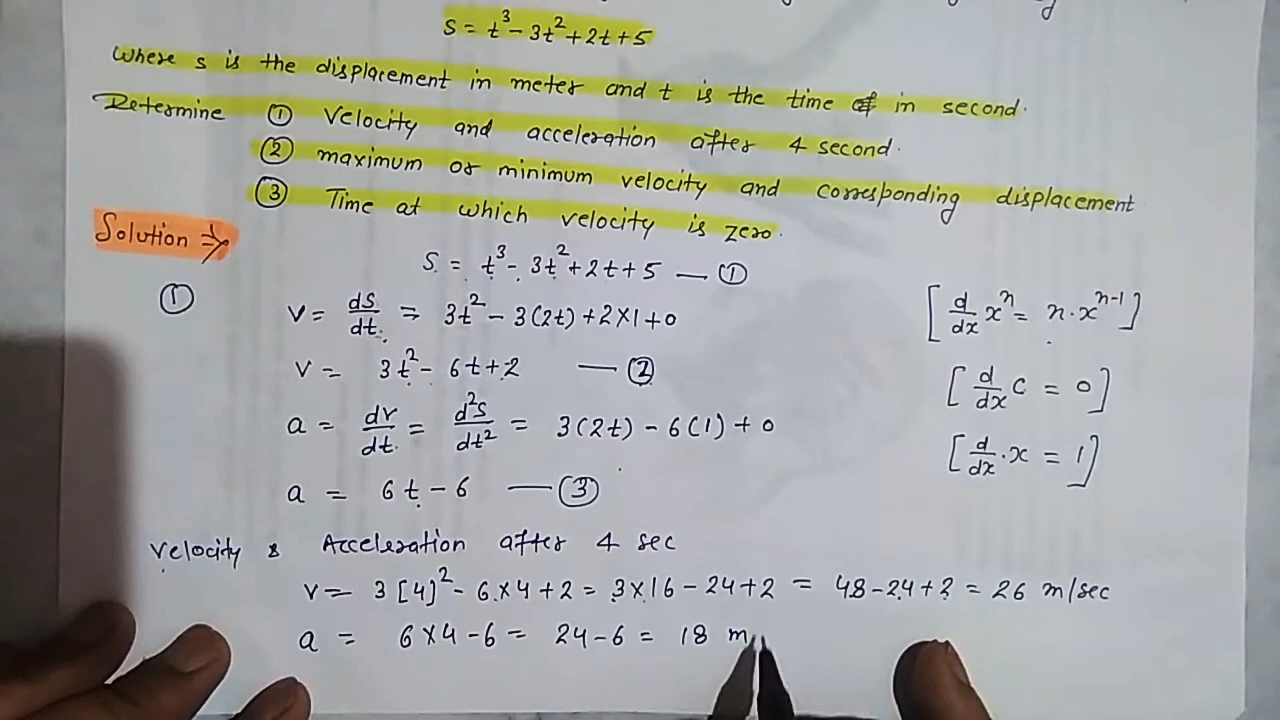 S = t³ - 3t² + 2t + 5
Where s is the displacement in meter and t is the time in second.
Determine ① Velocity and acceleration after 4 second.
② maximum or minimum velocity and corresponding displacement
③ Time at which velocity is zero.
Solution ⇒
S = t³ - 3t² + 2t + 5 — ①
① v = ds/dt ⇒ 3t² - 3(2t) + 2×1 + 0
[d/dx xⁿ = n·xⁿ⁻¹]
v = 3t² - 6t + 2 — ②
[d/dx c = 0]
a = dv/dt = d²s/dt² = 3(2t) - 6(1) + 0
[d/dx · x = 1]
a = 6t - 6 — ③
Velocity & Acceleration after 4 sec
v = 3[4]² - 6×4 + 2 = 3×16 - 24 + 2 = 48 - 24 + 2 = 26 m/sec
a = 6×4 - 6 = 24 - 6 = 18 m